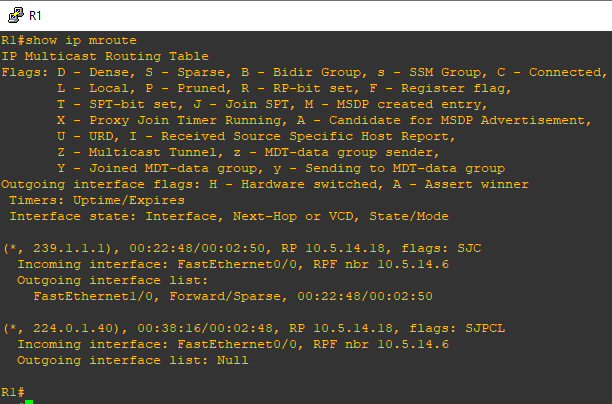 R1
R1#show ip mroute
IP Multicast Routing Table
Flags: D - Dense, S - Sparse, B - Bidir Group, s - SSM Group, C - Connected,
       L - Local, P - Pruned, R - RP-bit set, F - Register flag,
       T - SPT-bit set, J - Join SPT, M - MSDP created entry,
       X - Proxy Join Timer Running, A - Candidate for MSDP Advertisement,
       U - URD, I - Received Source Specific Host Report,
       Z - Multicast Tunnel, z - MDT-data group sender,
       Y - Joined MDT-data group, y - Sending to MDT-data group
Outgoing interface flags: H - Hardware switched, A - Assert winner
 Timers: Uptime/Expires
 Interface state: Interface, Next-Hop or VCD, State/Mode
(*, 239.1.1.1), 00:22:48/00:02:50, RP 10.5.14.18, flags: SJC
  Incoming interface: FastEthernet0/0, RPF nbr 10.5.14.6
  Outgoing interface list:
    FastEthernet1/0, Forward/Sparse, 00:22:48/00:02:50
(*, 224.0.1.40), 00:38:16/00:02:48, RP 10.5.14.18, flags: SJPCL
  Incoming interface: FastEthernet0/0, RPF nbr 10.5.14.6
  Outgoing interface list: Null
R1#